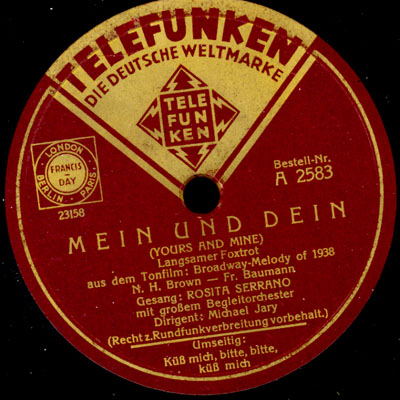 TELEFUNKEN
DIE DEUTSCHE WELTMARKE
TELE
FUN
KEN
LONDON
FRANCIS DAY
BERLIN · PARIS
23158
Bestell-Nr.
A 2583
MEIN UND DEIN
(YOURS AND MINE)
Langsamer Foxtrot
aus dem Tonfilm: Broadway-Melody of 1938
N. H. Brown — Fr. Baumann
Gesang: ROSITA SERRANO
mit großem Begleitorchester
Dirigent: Michael Jary
(Recht z. Rundfunkverbreitung vorbehalt.)
Umseitig:
Küß mich, bitte, bitte,
küß mich